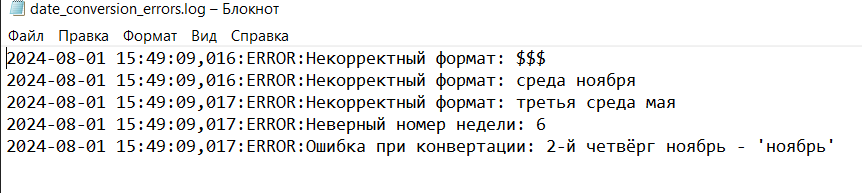 date_conversion_errors.log – Блокнот
Файл Правка Формат Вид Справка
2024-08-01 15:49:09,016:ERROR:Некорректный формат: $$$
2024-08-01 15:49:09,016:ERROR:Некорректный формат: среда ноября
2024-08-01 15:49:09,017:ERROR:Некорректный формат: третья среда мая
2024-08-01 15:49:09,017:ERROR:Неверный номер недели: 6
2024-08-01 15:49:09,017:ERROR:Ошибка при конвертации: 2-й четвёрг ноябрь - 'ноябрь'